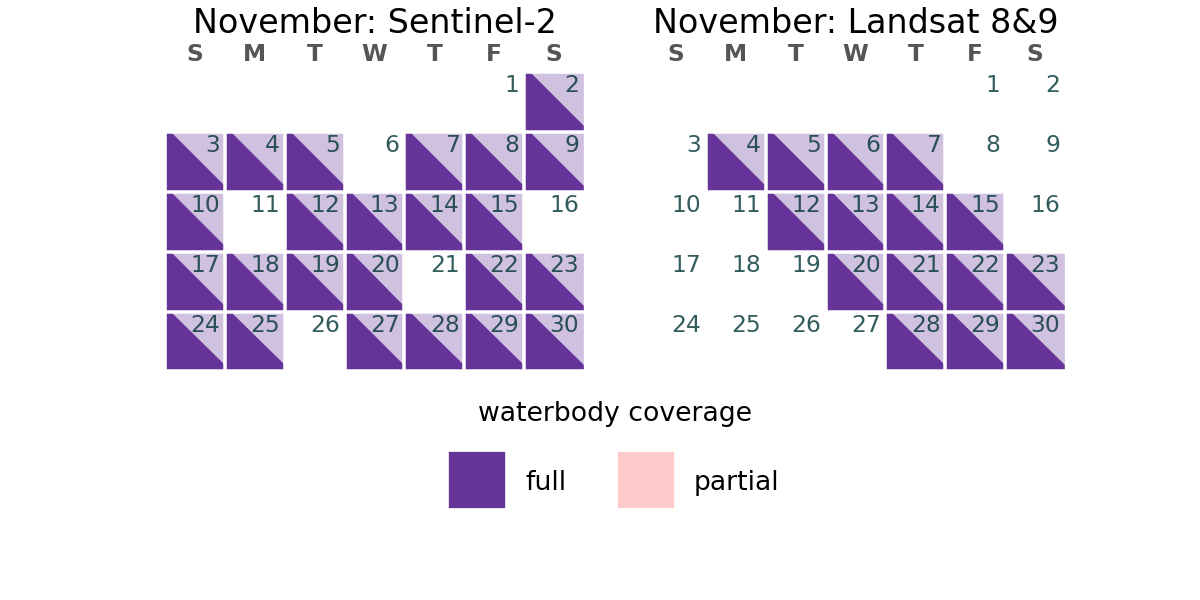 November: Sentinel-2
S M T W T F S
1 2
3 4 5 6 7 8 9
10 11 12 13 14 15 16
17 18 19 20 21 22 23
24 25 26 27 28 29 30
November: Landsat 8&9
S M T W T F S
1 2
3 4 5 6 7 8 9
10 11 12 13 14 15 16
17 18 19 20 21 22 23
24 25 26 27 28 29 30
waterbody coverage
full partial